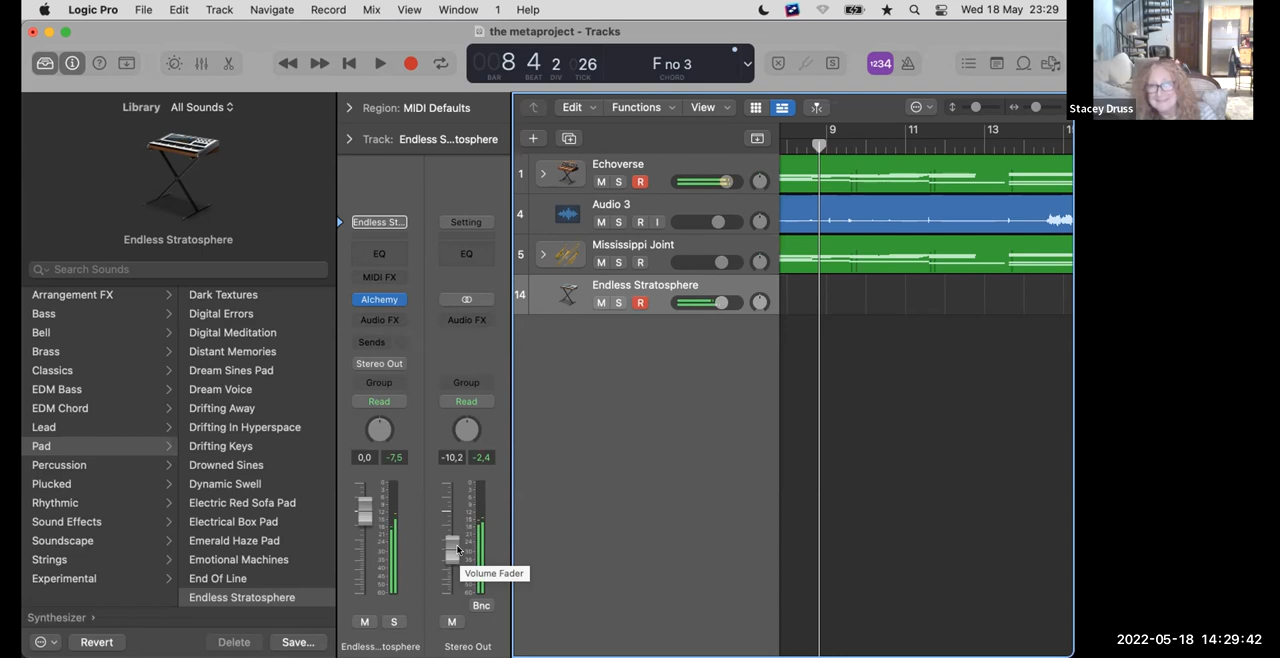 Logic Pro File Edit Track Navigate Record Mix View Window 1 Help Wed 18 May 23:29
the metaproject - Tracks
008 4 2 026 F no 3
BAR BEAT DIV TICK CHORD
1234
Stacey Druss
Library All Sounds
Endless Stratosphere
Search Sounds
Arrangement FX
Bass
Bell
Brass
Classics
EDM Bass
EDM Chord
Lead
Pad
Percussion
Plucked
Rhythmic
Sound Effects
Soundscape
Strings
Experimental
Dark Textures
Digital Errors
Digital Meditation
Distant Memories
Dream Sines Pad
Dream Voice
Drifting Away
Drifting In Hyperspace
Drifting Keys
Drowned Sines
Dynamic Swell
Electric Red Sofa Pad
Electrical Box Pad
Emerald Haze Pad
Emotional Machines
End Of Line
Endless Stratosphere
Synthesizer
Revert Delete Save...
Region: MIDI Defaults
Track: Endless S...tosphere
Endless St... Setting
EQ EQ
MIDI FX
Alchemy
Audio FX Audio FX
Sends
Stereo Out
Group Group
Read Read
0,0 -7,5 -10,2 -2,4
Volume Fader
Bnc
M S M
Endless...tosphere Stereo Out
Edit Functions View
9 11 13
1 Echoverse
M S R
4 Audio 3
M S R I
5 Mississippi Joint
M S R
14 Endless Stratosphere
M S R
2022-05-18 14:29:42